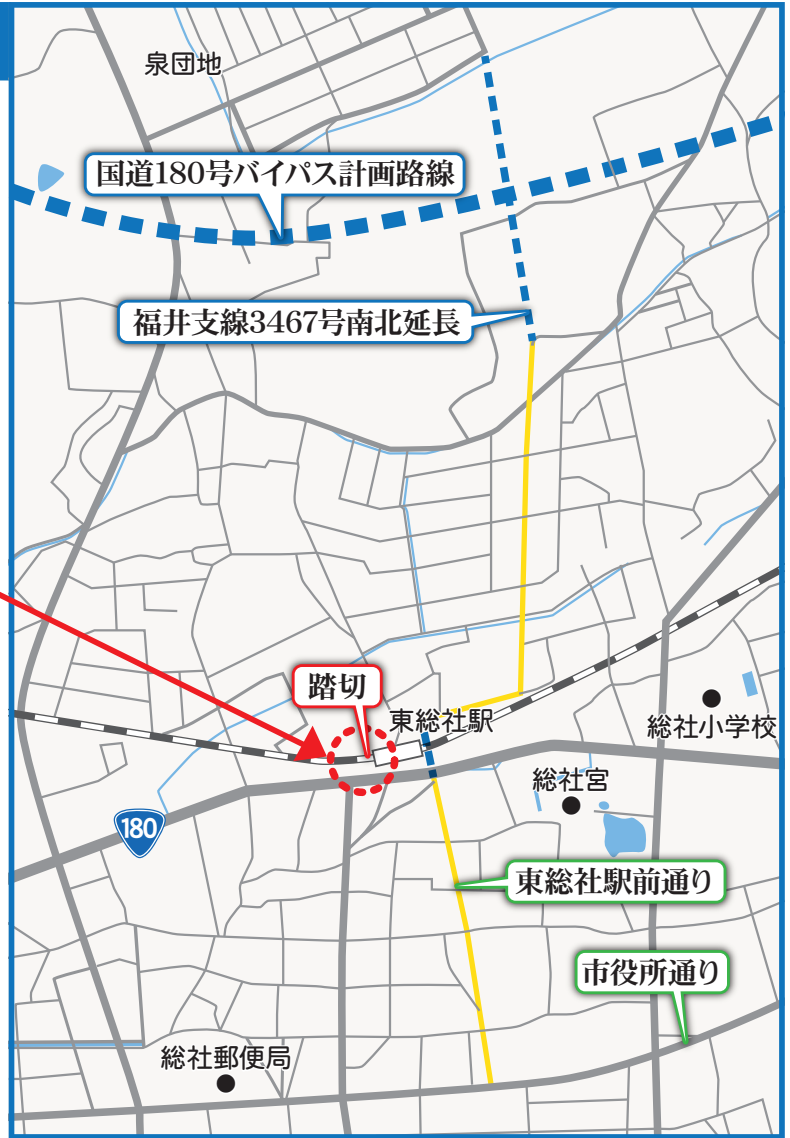 泉団地
国道180号バイパス計画路線
福井支線3467号南北延長
踏切
東総社駅
総社小学校
総社宮
180
東総社駅前通り
市役所通り
総社郵便局